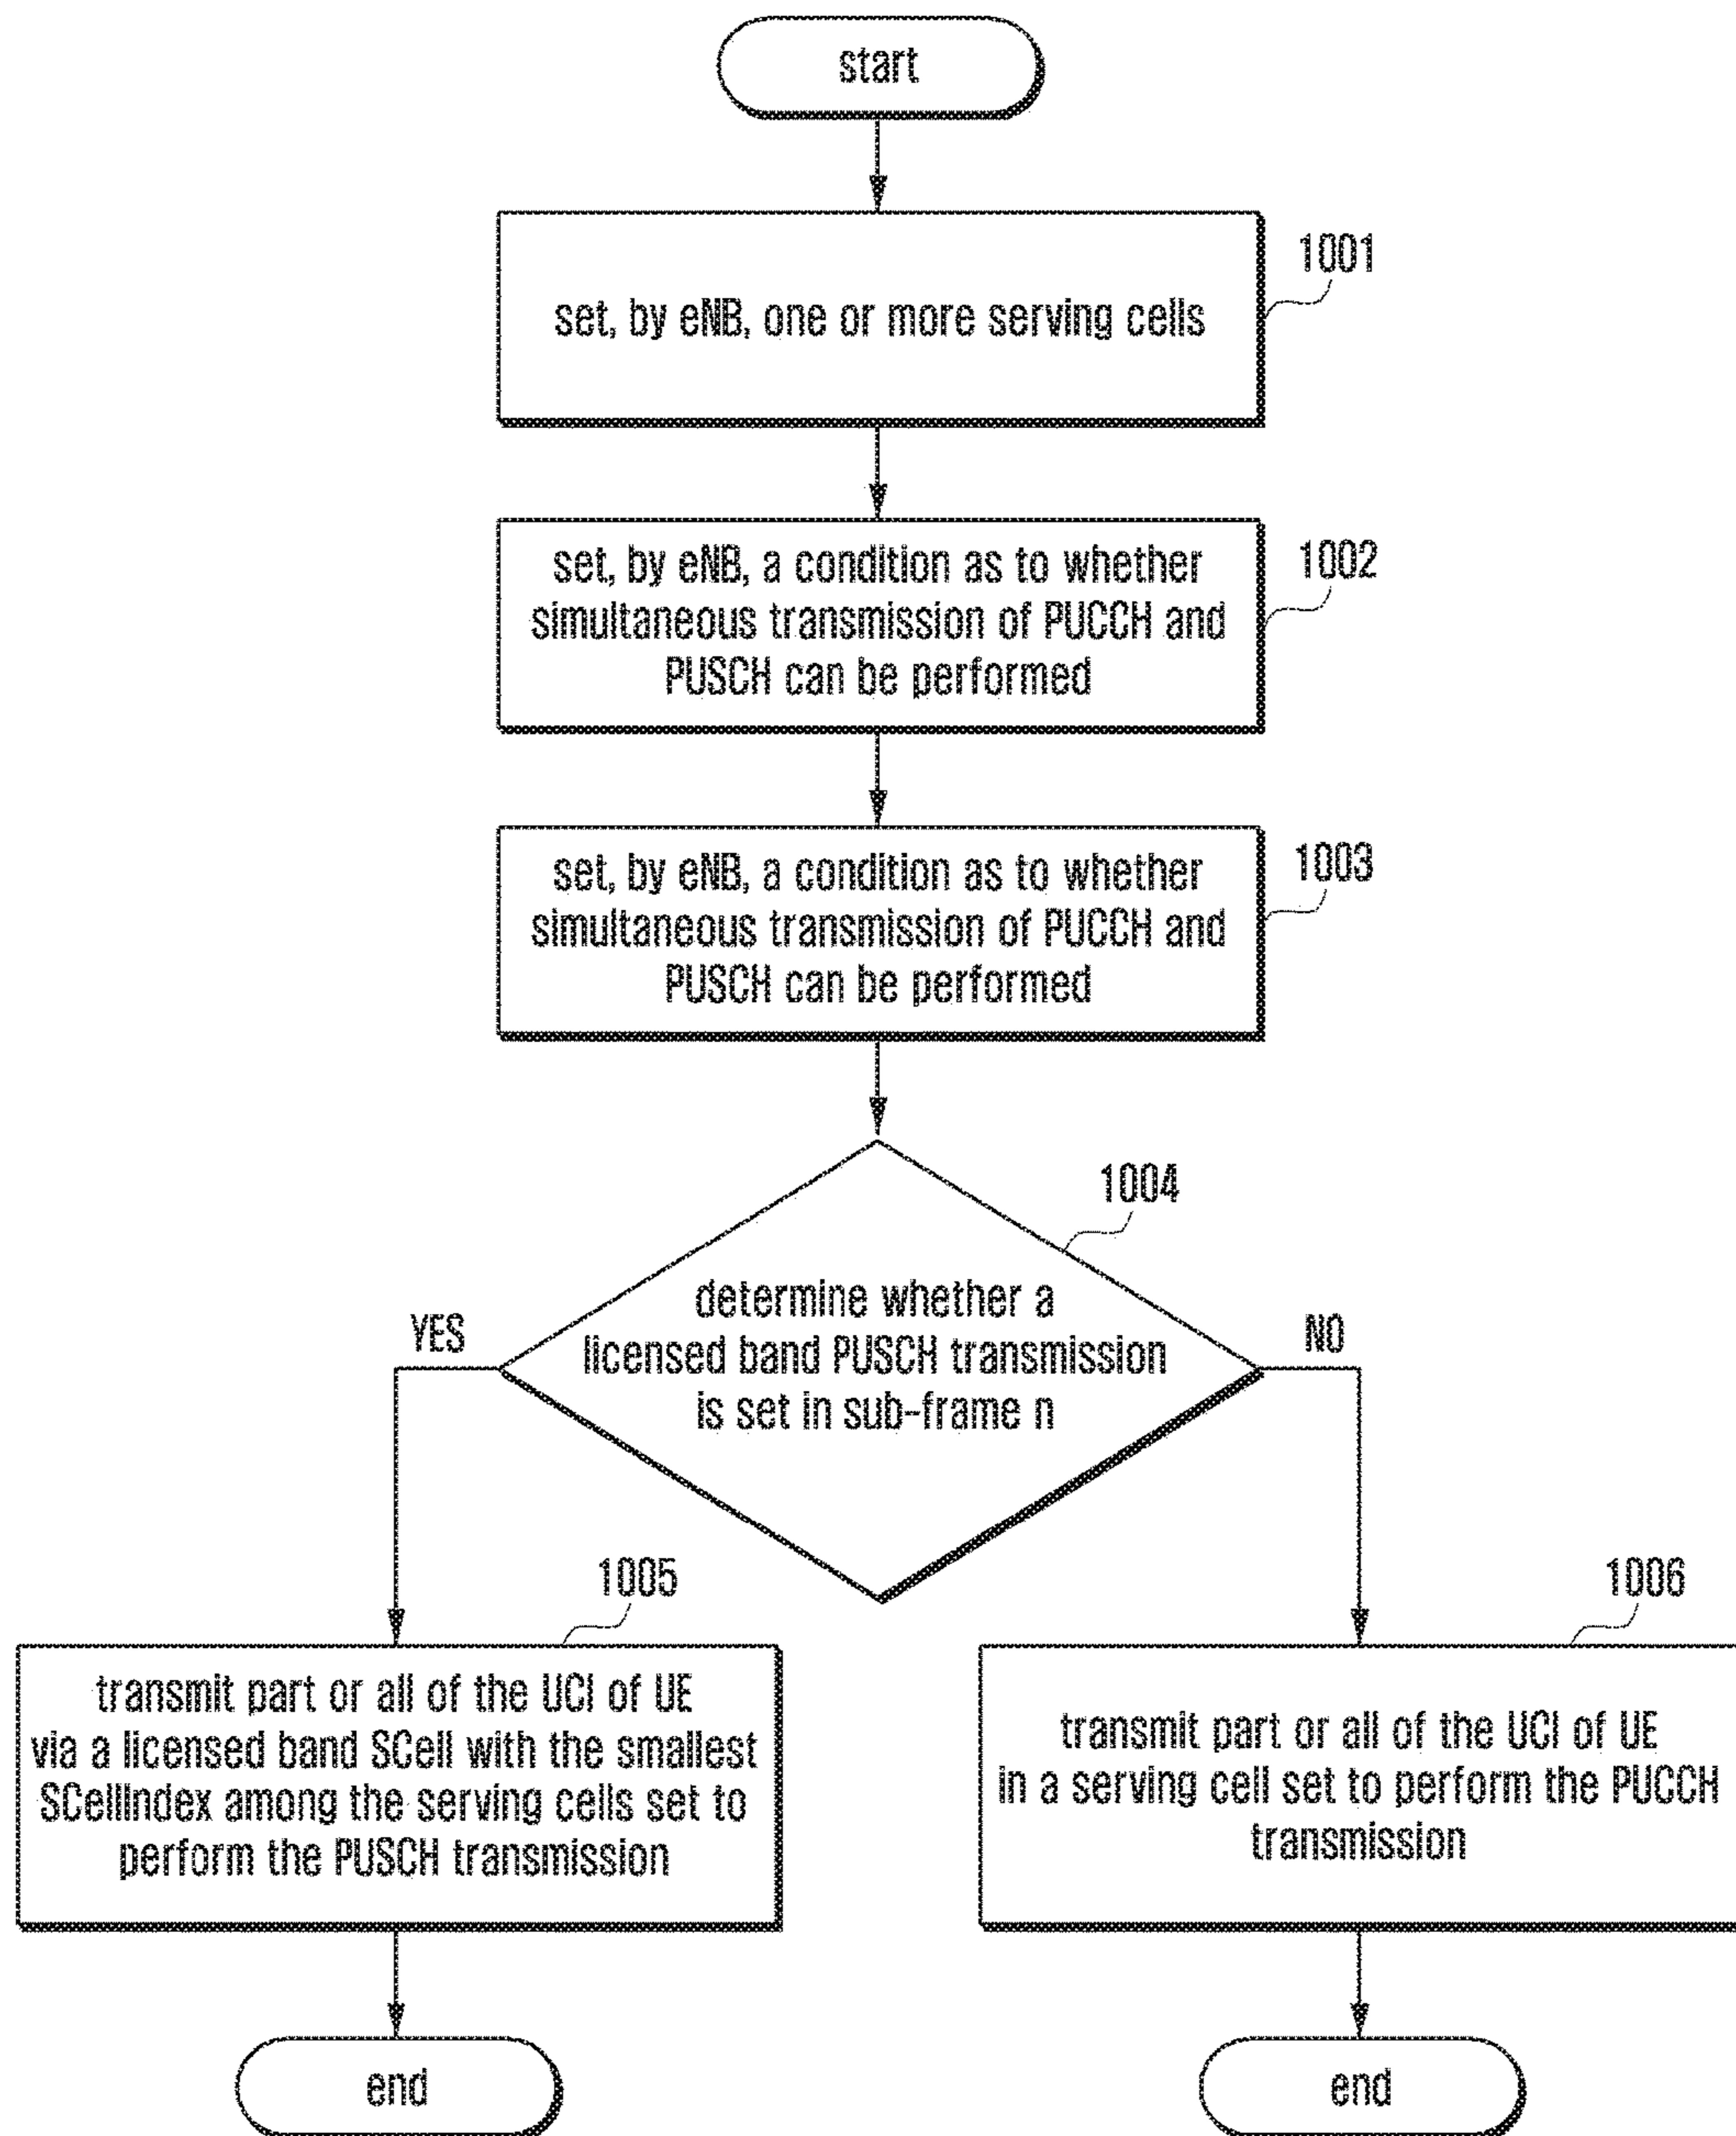 start
1001
set, by eNB, one or more serving cells
1002
set, by eNB, a condition as to whether
simultaneous transmission of PUCCH and
PUSCH can be performed
1003
set, by eNB, a condition as to whether
simultaneous transmission of PUCCH and
PUSCH can be performed
1004
determine whether a
licensed band PUSCH transmission
is set in sub-frame n
YES
NO
1005
transmit part or all of the UCI of UE
via a licensed band SCell with the smallest
SCellIndex among the serving cells set to
perform the PUSCH transmission
1006
transmit part or all of the UCI of UE
in a serving cell set to perform the PUCCH
transmission
end
end